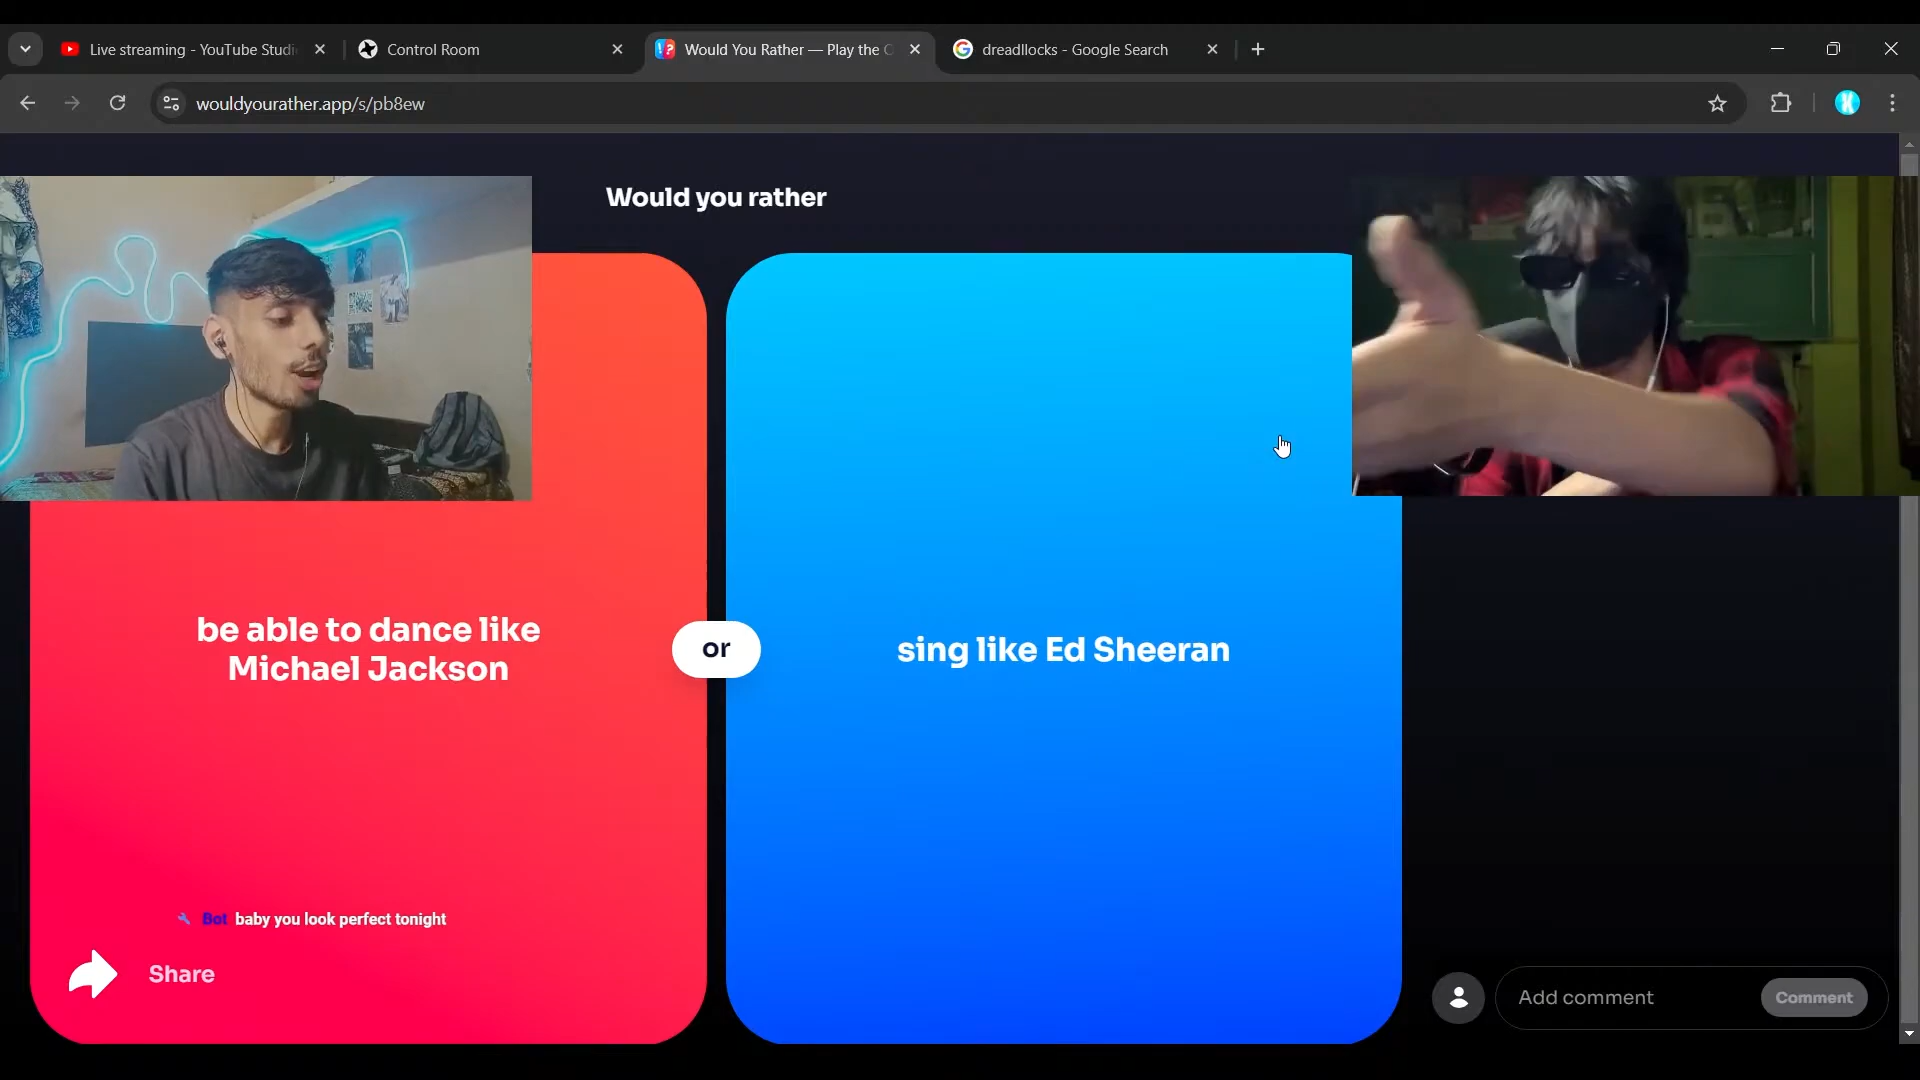 Live streaming - YouTube Studi
Control Room
Would You Rather — Play the C
dreadllocks - Google Search
wouldyourather.app/s/pb8ew
Would you rather
be able to dance like
Michael Jackson
or
sing like Ed Sheeran
Bot baby you look perfect tonight
Share
Add comment
Comment